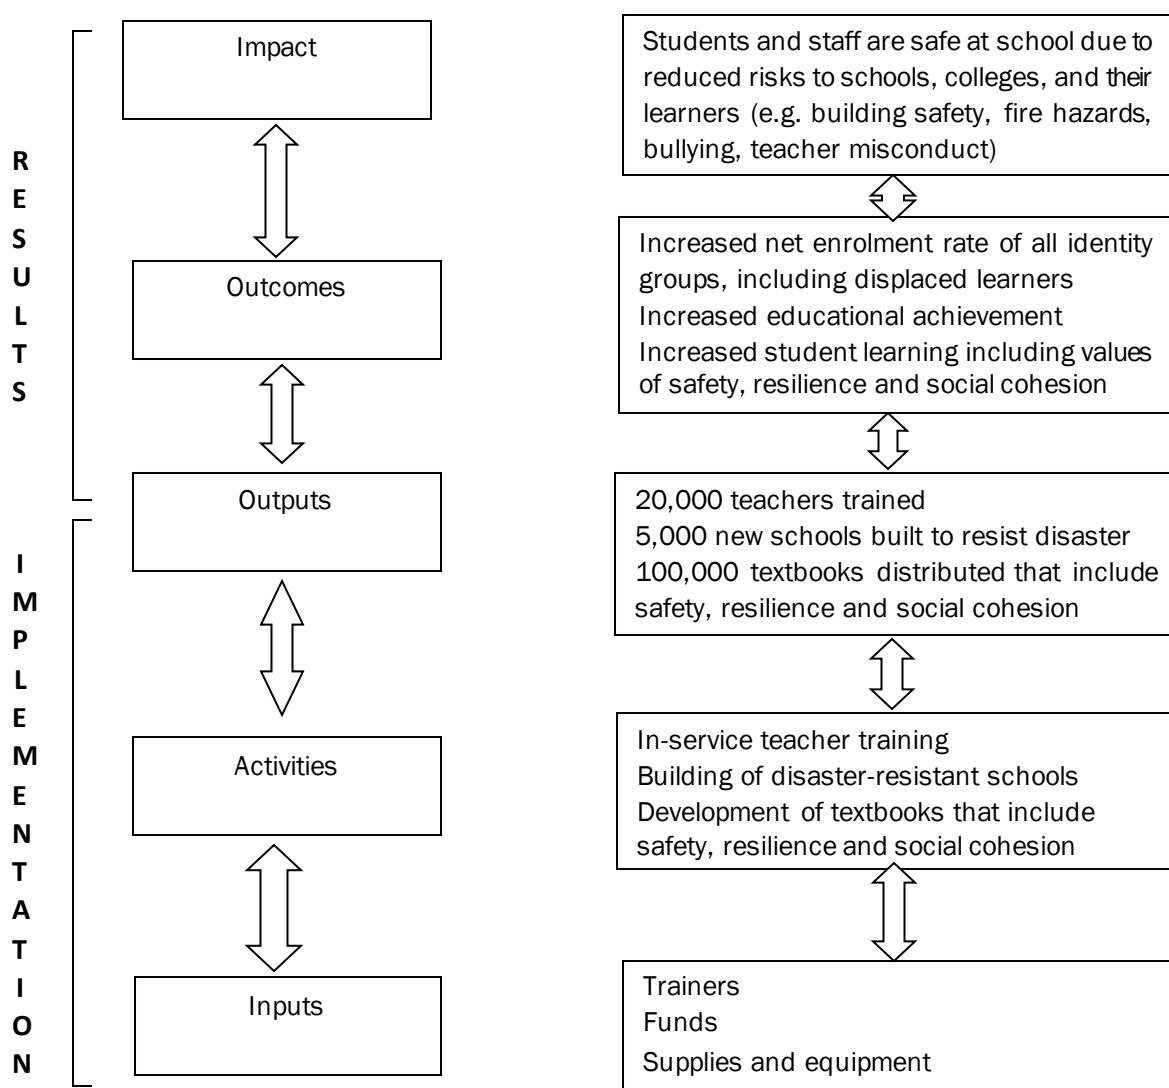 RESULTS
IMPLEMENTATION
Impact
Outcomes
Outputs
Activities
Inputs
Students and staff are safe at school due to
reduced risks to schools, colleges, and their
learners (e.g. building safety, fire hazards,
bullying, teacher misconduct)
Increased net enrolment rate of all identity
groups, including displaced learners
Increased educational achievement
Increased student learning including values
of safety, resilience and social cohesion
20,000 teachers trained
5,000 new schools built to resist disaster
100,000 textbooks distributed that include
safety, resilience and social cohesion
In-service teacher training
Building of disaster-resistant schools
Development of textbooks that include
safety, resilience and social cohesion
Trainers
Funds
Supplies and equipment